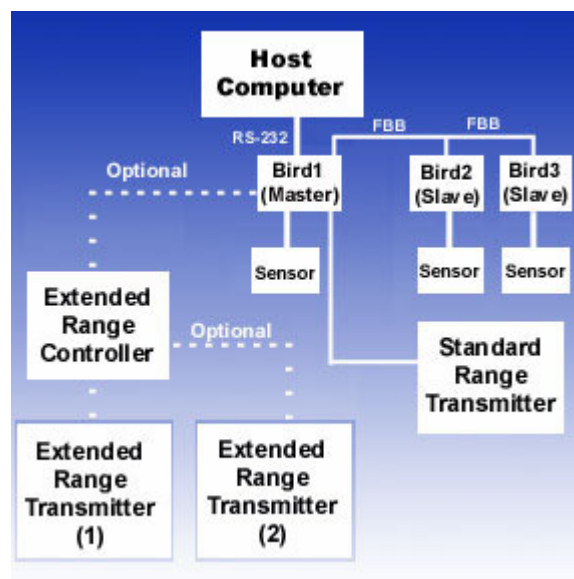 Host
Computer
RS-232
FBB
FBB
Optional
Bird1
(Master)
Bird2
(Slave)
Bird3
(Slave)
Sensor
Sensor
Sensor
Extended
Range
Controller
Optional
Standard
Range
Transmitter
Extended
Range
Transmitter
(1)
Extended
Range
Transmitter
(2)